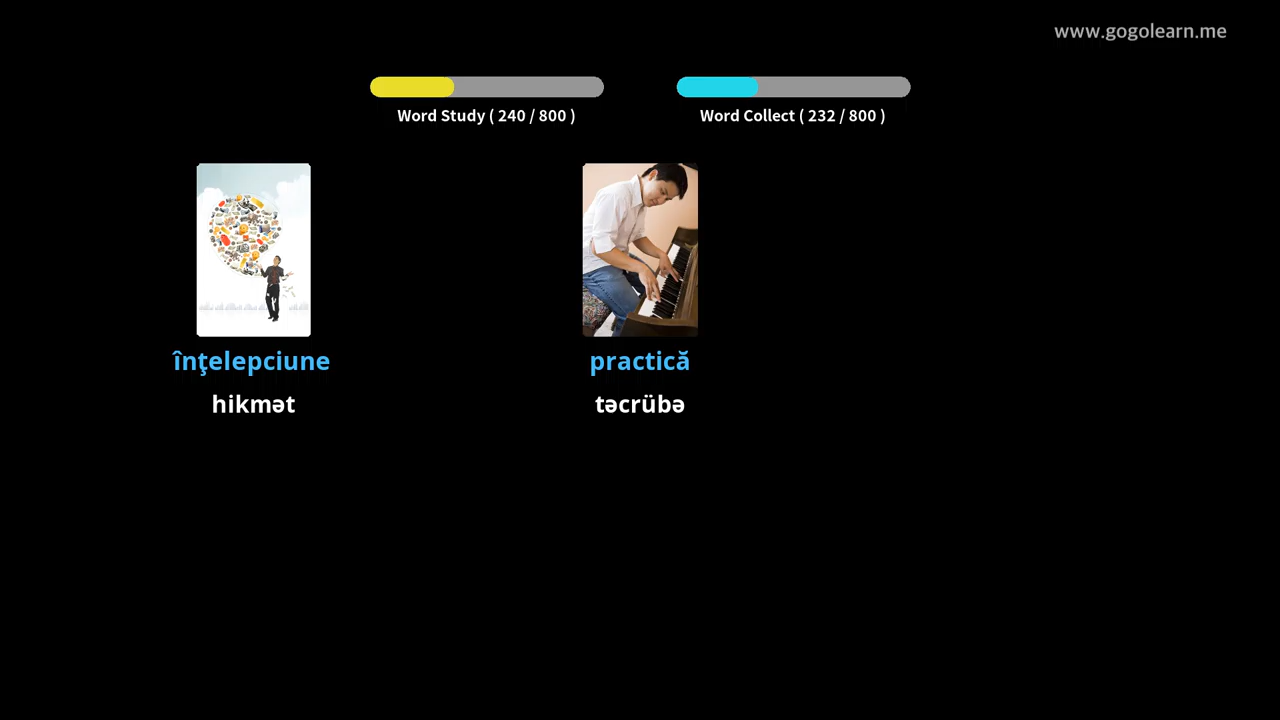 www.gogolearn.me
Word Study ( 240 / 800 )
Word Collect ( 232 / 800 )
înţelepciune
hikmət
practică
təcrübə